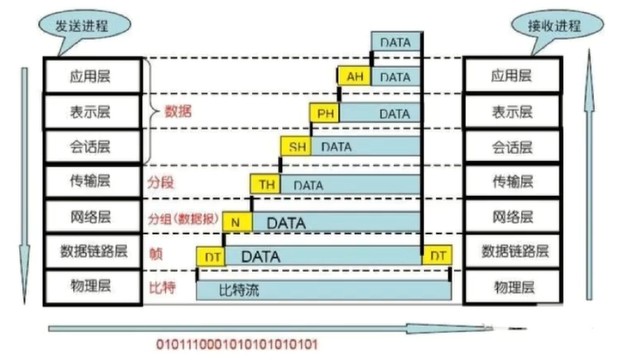 发送进程
接收进程
DATA
应用层
AH
DATA
应用层
表示层
数据
PH
DATA
表示层
会话层
SH
DATA
会话层
传输层
分段
TH
DATA
传输层
网络层
分组(数据报)
N
DATA
网络层
数据链路层
帧
DT
DATA
DT
数据链路层
物理层
比特
比特流
物理层
0101110001010101010101